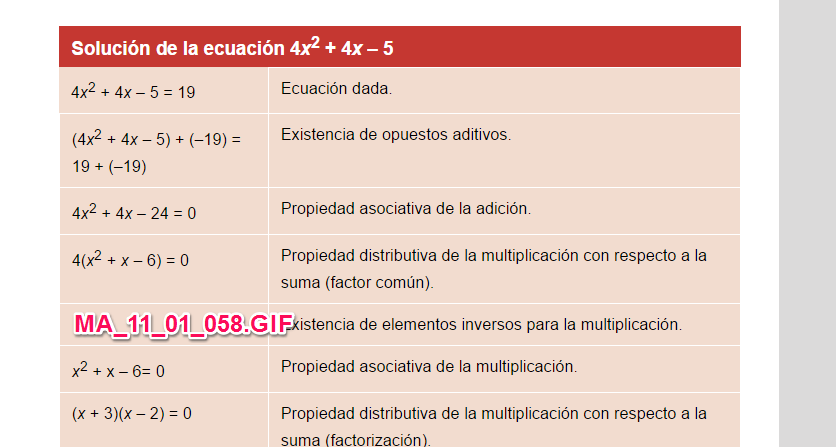 Solución de la ecuación 4x² + 4x – 5
4x² + 4x – 5 = 19
Ecuación dada.
(4x² + 4x – 5) + (–19) =
19 + (–19)
Existencia de opuestos aditivos.
4x² + 4x – 24 = 0
Propiedad asociativa de la adición.
4(x² + x – 6) = 0
Propiedad distributiva de la multiplicación con respecto a la
suma (factor común).
MA_11_01_058.GIF
Existencia de elementos inversos para la multiplicación.
x² + x – 6= 0
Propiedad asociativa de la multiplicación.
(x + 3)(x – 2) = 0
Propiedad distributiva de la multiplicación con respecto a la
suma (factorización).